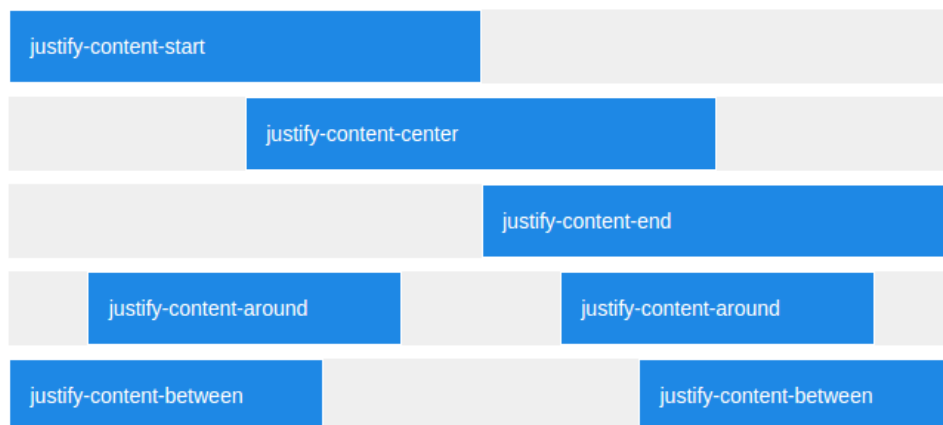 justify-content-start
justify-content-center
justify-content-end
justify-content-around justify-content-around
justify-content-between justify-content-between